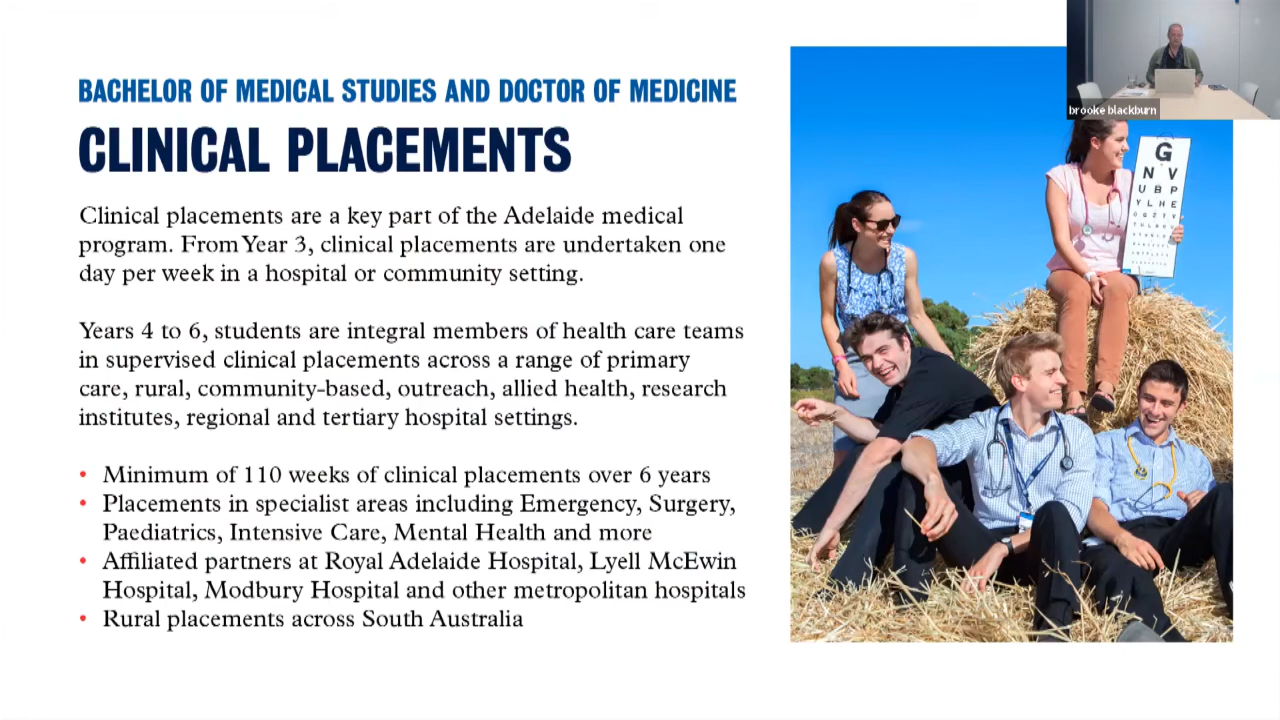 BACHELOR OF MEDICAL STUDIES AND DOCTOR OF MEDICINE
CLINICAL PLACEMENTS
Clinical placements are a key part of the Adelaide medical
program. From Year 3, clinical placements are undertaken one
day per week in a hospital or community setting.
Years 4 to 6, students are integral members of health care teams
in supervised clinical placements across a range of primary
care, rural, community-based, outreach, allied health, research
institutes, regional and tertiary hospital settings.
• Minimum of 110 weeks of clinical placements over 6 years
• Placements in specialist areas including Emergency, Surgery,
Paediatrics, Intensive Care, Mental Health and more
• Affiliated partners at Royal Adelaide Hospital, Lyell McEwin
Hospital, Modbury Hospital and other metropolitan hospitals
• Rural placements across South Australia
brooke blackburn
G
N V
U B P
Y L H E